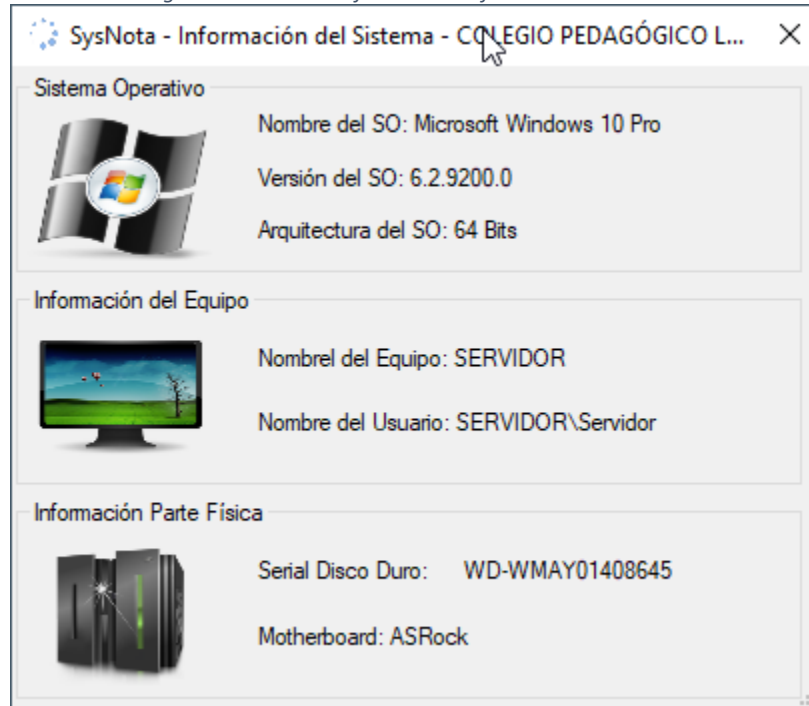 SysNota - Información del Sistema - COLEGIO PEDAGÓGICO L...
Sistema Operativo
Nombre del SO: Microsoft Windows 10 Pro
Versión del SO: 6.2.9200.0
Arquitectura del SO: 64 Bits
Información del Equipo
Nombrel del Equipo: SERVIDOR
Nombre del Usuario: SERVIDOR\Servidor
Información Parte Física
Serial Disco Duro: WD-WMAY01408645
Motherboard: ASRock